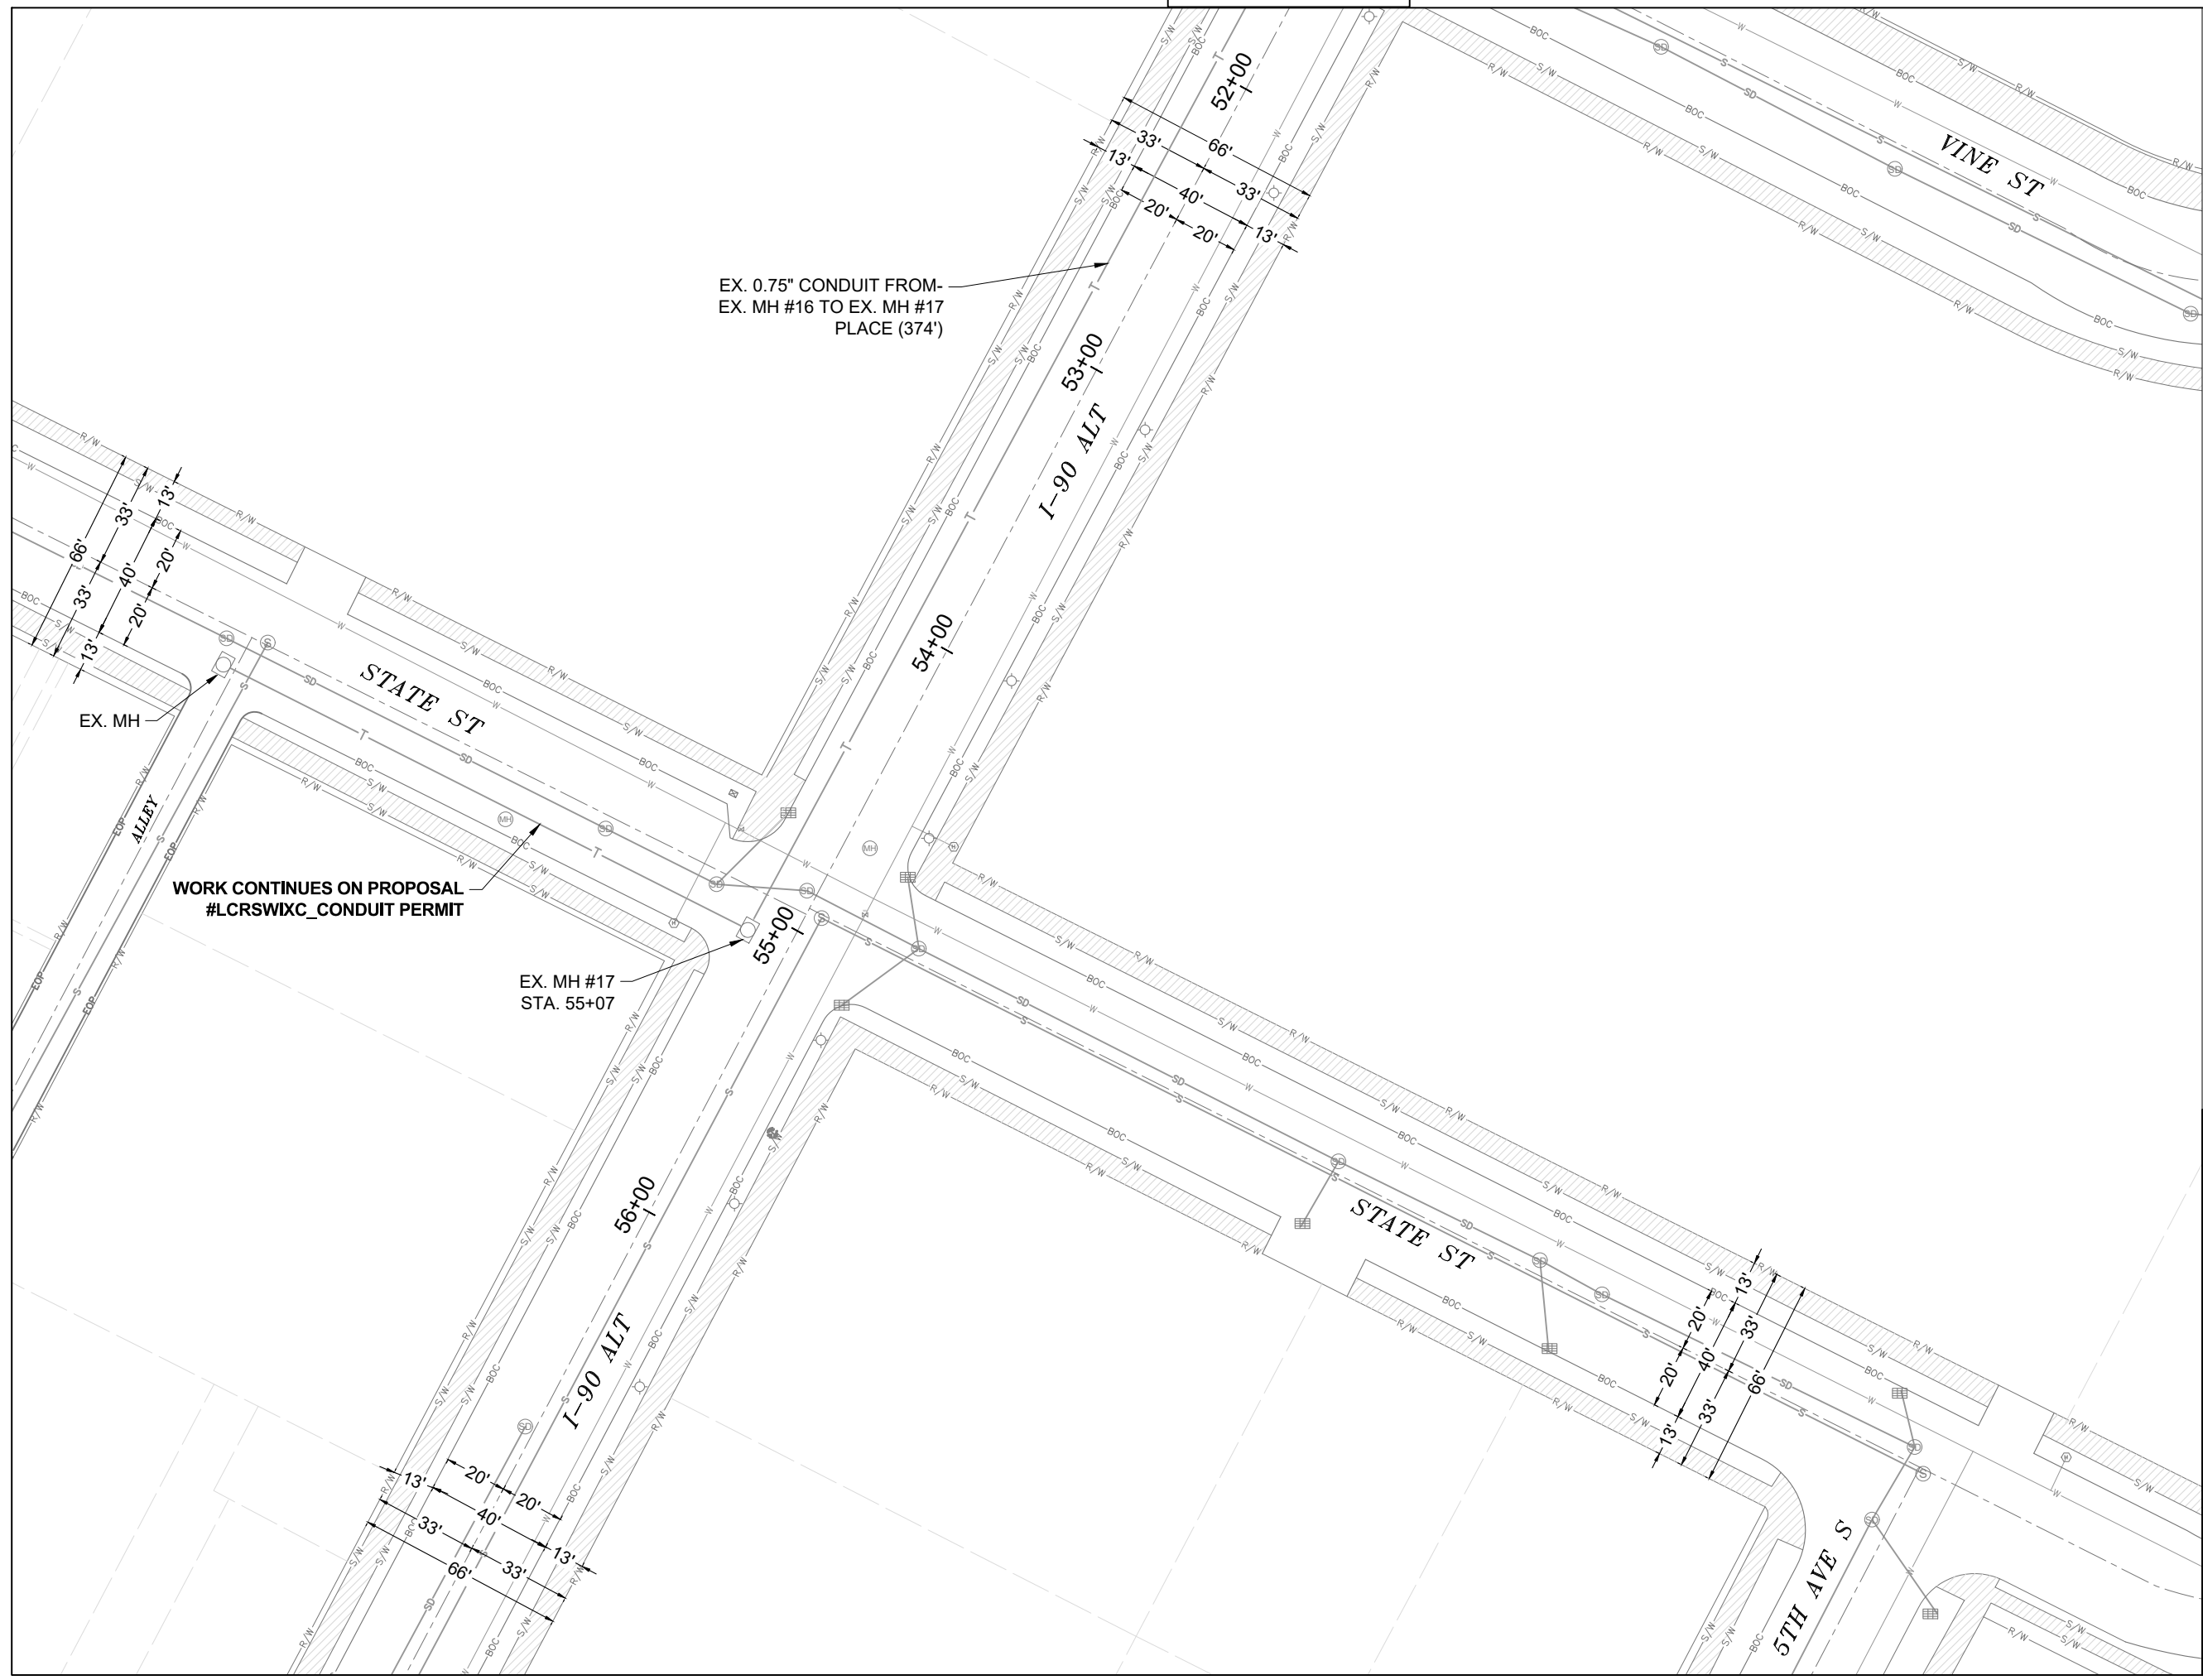 52+00
VINE ST
66'
33'
33'
13'
40'
13'
20'
20'
EX. 0.75" CONDUIT FROM-
EX. MH #16 TO EX. MH #17
PLACE (374')
53+00
I-90 ALT
54+00
13'
33'
66'
20'
40'
33'
20'
13'
STATE ST
EX. MH
ALLEY
WORK CONTINUES ON PROPOSAL
#LCRSWIXC_CONDUIT PERMIT
55+00
EX. MH #17
STA. 55+07
56+00
STATE ST
I-90 ALT
13'
20'
33'
40'
20'
66'
33'
13'
13'
20'
20'
40'
33'
13'
33'
66'
5TH AVE S
R/W
S/W
BOC
W
T
S
SD
MH
EOP